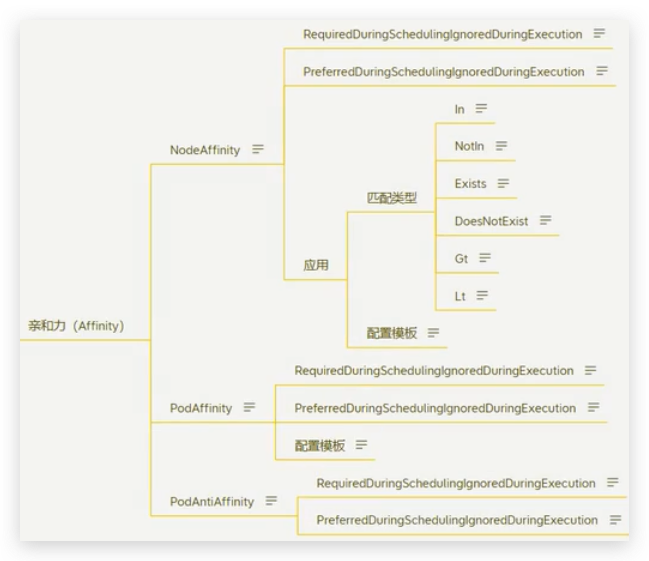 RequiredDuringSchedulingIgnoredDuringExecution
PreferredDuringSchedulingIgnoredDuringExecution
In
NodeAffinity
NotIn
Exists
匹配类型
DoesNotExist
Gt
应用
Lt
亲和力（Affinity）
配置模板
RequiredDuringSchedulingIgnoredDuringExecution
PodAffinity
PreferredDuringSchedulingIgnoredDuringExecution
配置模板
RequiredDuringSchedulingIgnoredDuringExecution
PodAntiAffinity
PreferredDuringSchedulingIgnoredDuringExecution